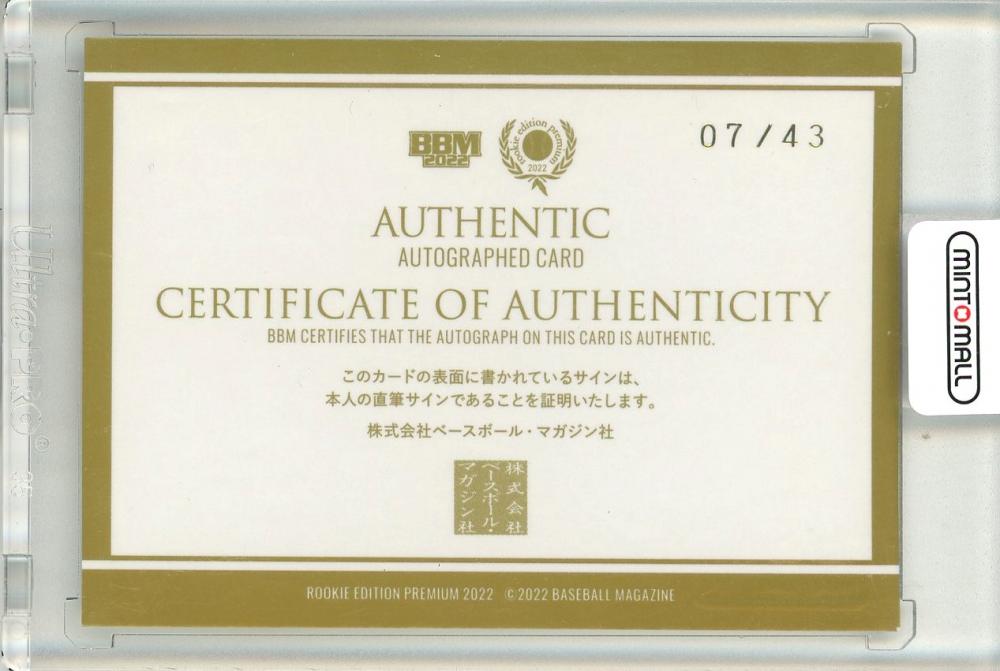 BBM
2022
rookie edition premium
2022
07/43
AUTHENTIC
AUTOGRAPHED CARD
CERTIFICATE OF AUTHENTICITY
BBM CERTIFIES THAT THE AUTOGRAPH ON THIS CARD IS AUTHENTIC.
このカードの表面に書かれているサインは、
本人の直筆サインであることを証明いたします。
株式会社ベースボール・マガジン社
株式会社
ベースボール・
マガジン社
ROOKIE EDITION PREMIUM 2022 ©2022 BASEBALL MAGAZINE
MINTOMALL
Ultra·PRO®